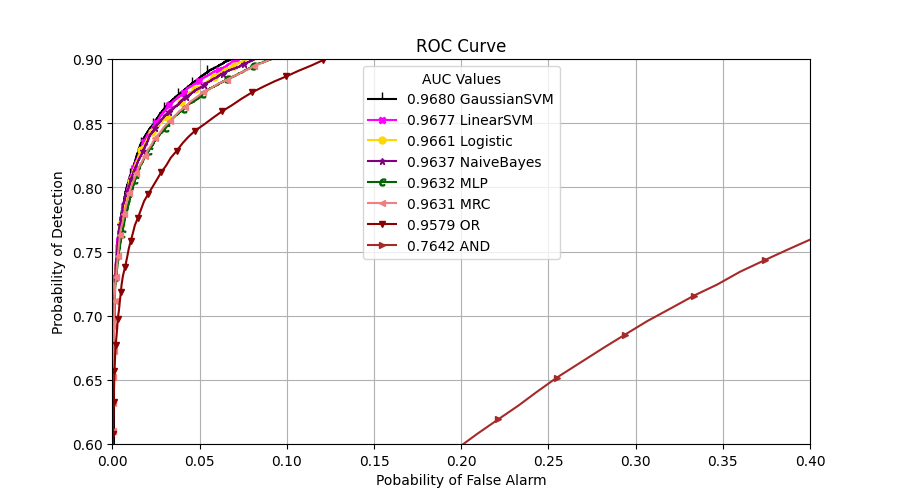 ROC Curve
AUC Values
0.9680 GaussianSVM
0.9677 LinearSVM
0.9661 Logistic
0.9637 NaiveBayes
0.9632 MLP
0.9631 MRC
0.9579 OR
0.7642 AND
Probability of Detection
0.90
0.85
0.80
0.75
0.70
0.65
0.60
0.00 0.05 0.10 0.15 0.20 0.25 0.30 0.35 0.40
Pobability of False Alarm